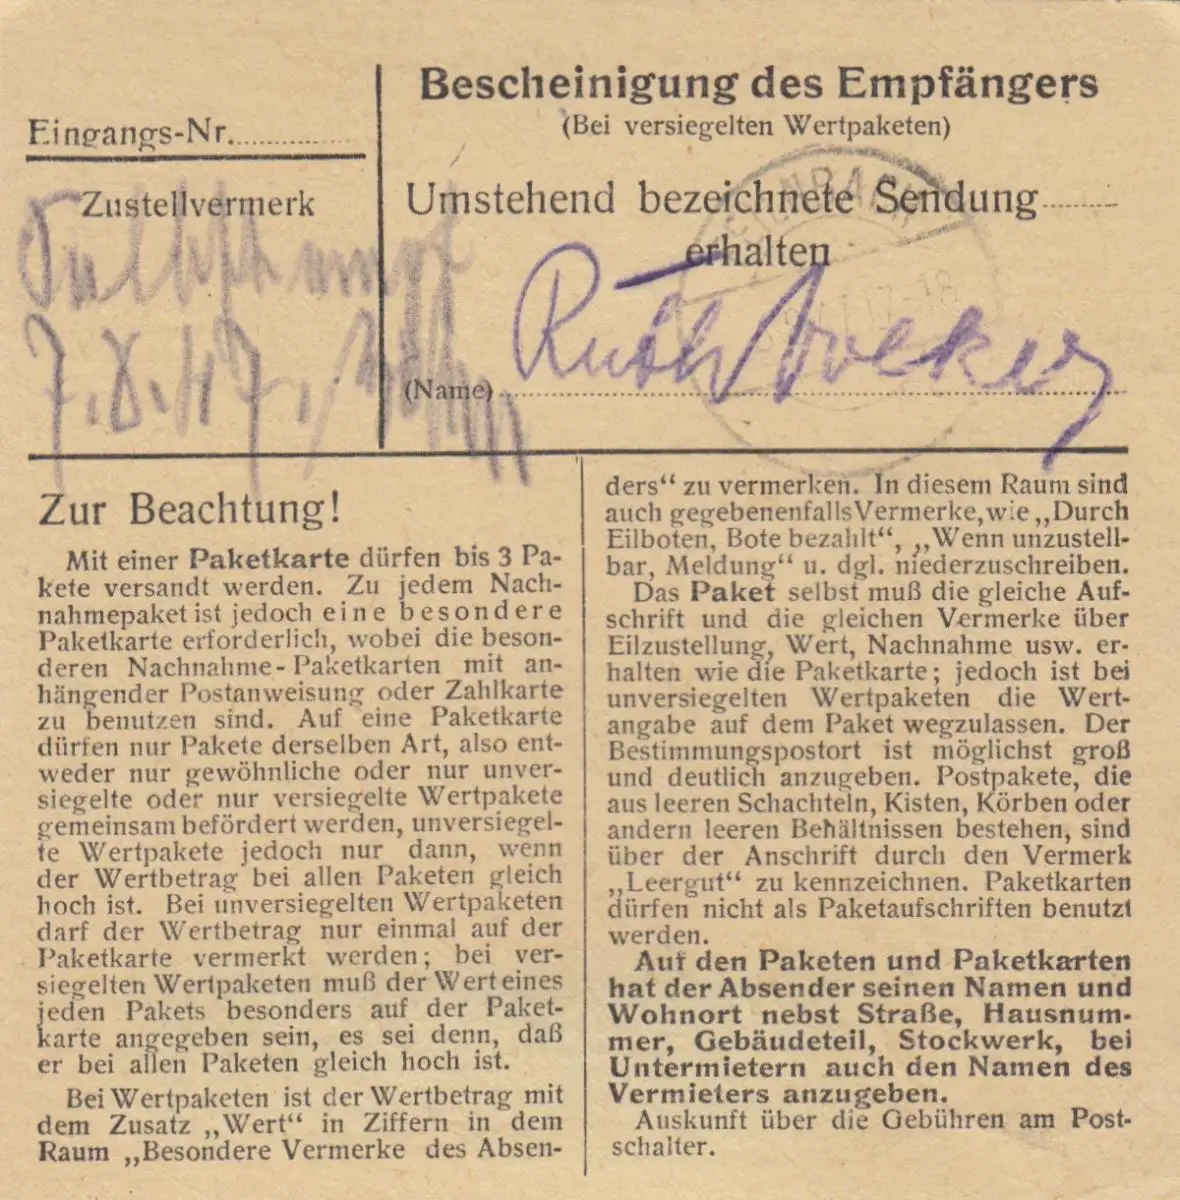 Eingangs-Nr.
Zustellvermerk
7.X.47,
Bescheinigung des Empfängers
(Bei versiegelten Wertpaketen)
Umstehend bezeichnete Sendung
erhalten
(Name) Ruth
17-18
Zur Beachtung!
Mit einer Paketkarte dürfen bis 3 Pa-
kete versandt werden. Zu jedem Nach-
nahmepaket ist jedoch eine besondere
Paketkarte erforderlich, wobei die beson-
deren Nachnahme-Paketkarten mit an-
hängender Postanweisung oder Zahlkarte
zu benutzen sind. Auf eine Paketkarte
dürfen nur Pakete derselben Art, also ent-
weder nur gewöhnliche oder nur unver-
siegelte oder nur versiegelte Wertpakete
gemeinsam befördert werden, unversiegel-
te Wertpakete jedoch nur dann, wenn
der Wertbetrag bei allen Paketen gleich
hoch ist. Bei unversiegelten Wertpaketen
darf der Wertbetrag nur einmal auf der
Paketkarte vermerkt werden; bei ver-
siegelten Wertpaketen muß der Wert eines
jeden Pakets besonders auf der Paket-
karte angegeben sein, es sei denn, daß
er bei allen Paketen gleich hoch ist.
Bei Wertpaketen ist der Wertbetrag mit
dem Zusatz „Wert“ in Ziffern in dem
Raum „Besondere Vermerke des Absen-
ders“ zu vermerken. In diesem Raum sind
auch gegebenenfalls Vermerke, wie „Durch
Eilboten, Bote bezahlt“, „Wenn unzustell-
bar, Meldung“ u. dgl. niederzuschreiben.
Das Paket selbst muß die gleiche Auf-
schrift und die gleichen Vermerke über
Eilzustellung, Wert, Nachnahme usw. er-
halten wie die Paketkarte; jedoch ist bei
unversiegelten Wertpaketen die Wert-
angabe auf dem Paket wegzulassen. Der
Bestimmungspostort ist möglichst groß
und deutlich anzugeben. Postpakete, die
aus leeren Schachteln, Kisten, Körben oder
andern leeren Behältnissen bestehen, sind
über der Anschrift durch den Vermerk
„Leergut“ zu kennzeichnen. Paketkarten
dürfen nicht als Paketaufschriften benutzt
werden.
Auf den Paketen und Paketkarten
hat der Absender seinen Namen und
Wohnort nebst Straße, Hausnum-
mer, Gebäudeteil, Stockwerk, bei
Untermietern auch den Namen des
Vermieters anzugeben.
Auskunft über die Gebühren am Post-
schalter.